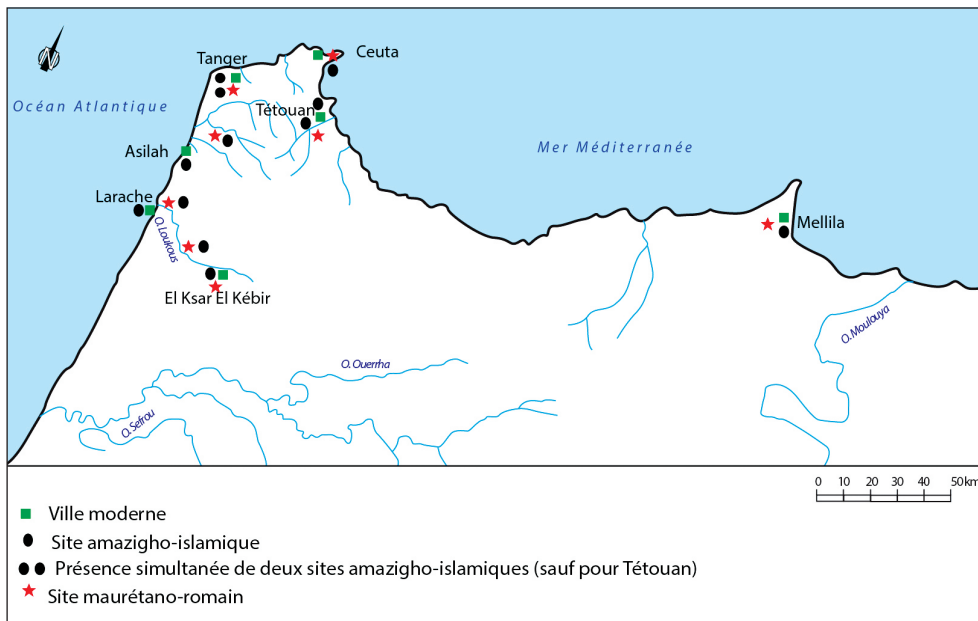 N
Ceuta
Tanger
Océan Atlantique
Tétouan
Mer Méditerranée
Asilah
Larache
Mellila
O. Loukous
El Ksar El Kébir
O. Moulouya
O. Ouerrha
O. Sefrou
0 10 20 30 40 50km
Ville moderne
Site amazigho-islamique
Présence simultanée de deux sites amazigho-islamiques (sauf pour Tétouan)
Site maurétano-romain